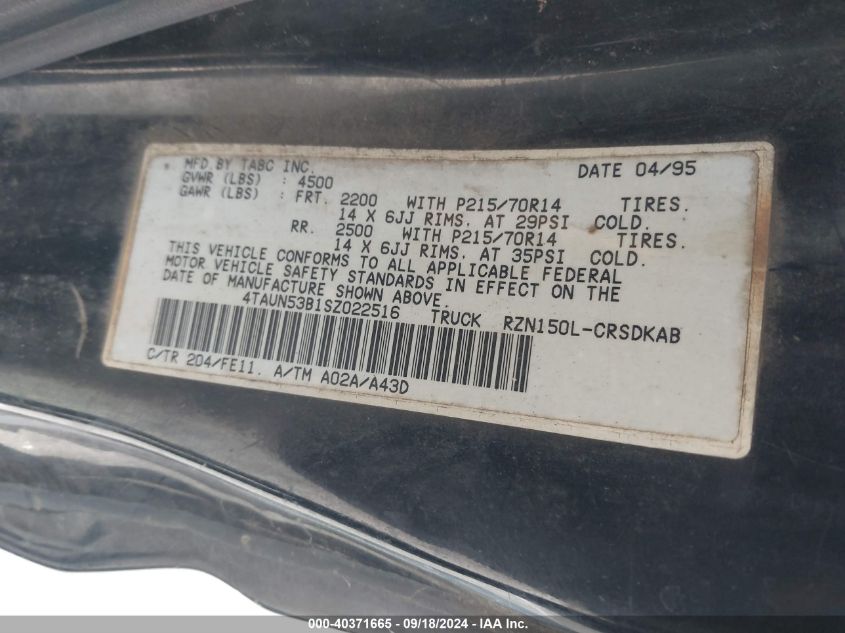 MFD BY TABC INC. DATE 04/95
GVWR (LBS) : 4500
GAWR (LBS) : FRT. 2200 WITH P215/70R14 TIRES.
14 X 6JJ RIMS. AT 29PSI COLD.
RR. 2500 WITH P215/70R14 TIRES.
14 X 6JJ RIMS. AT 35PSI COLD.
THIS VEHICLE CONFORMS TO ALL APPLICABLE FEDERAL
MOTOR VEHICLE SAFETY STANDARDS IN EFFECT ON THE
DATE OF MANUFACTURE SHOWN ABOVE.
4TAUN53B1SZ022516 TRUCK RZN150L-CRSDKAB
C/TR 204/FE11. A/TM A02A/A43D
000-40371665 - 09/18/2024 - IAA, Inc.